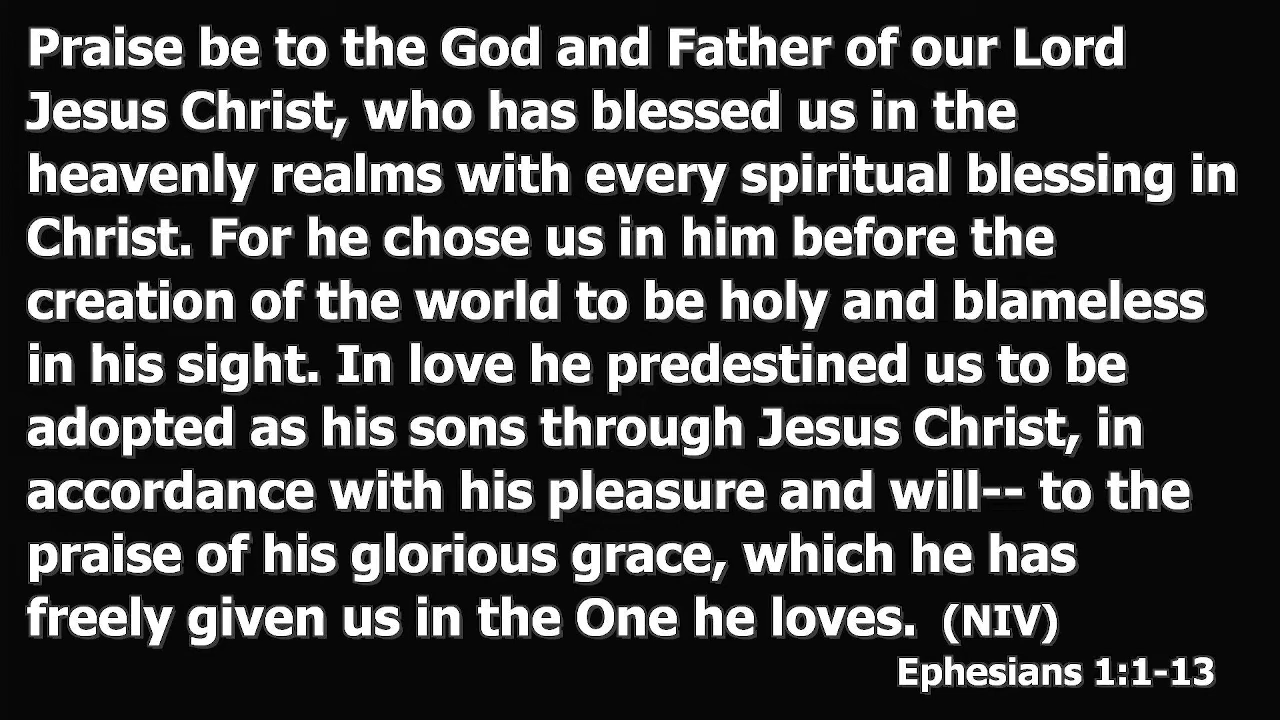 Praise be to the God and Father of our Lord
Jesus Christ, who has blessed us in the
heavenly realms with every spiritual blessing in
Christ. For he chose us in him before the
creation of the world to be holy and blameless
in his sight. In love he predestined us to be
adopted as his sons through Jesus Christ, in
accordance with his pleasure and will-- to the
praise of his glorious grace, which he has
freely given us in the One he loves. (NIV)
Ephesians 1:1-13